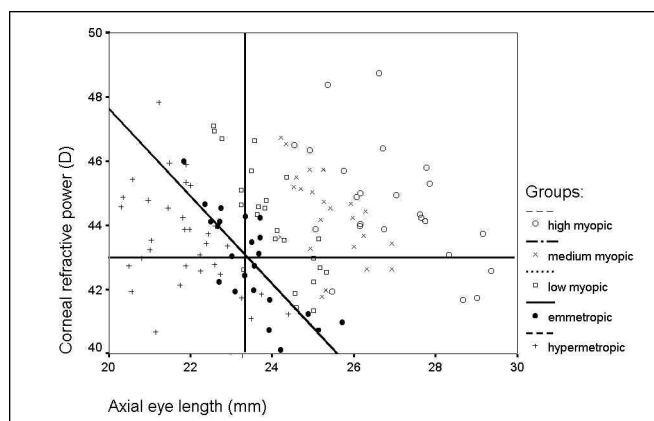 50
48
46
44
42
40
20
22
24
26
28
30
Corneal refractive power (D)
Axial eye length (mm)
Groups:
high myopic
medium myopic
low myopic
emmetropic
hypermetropic